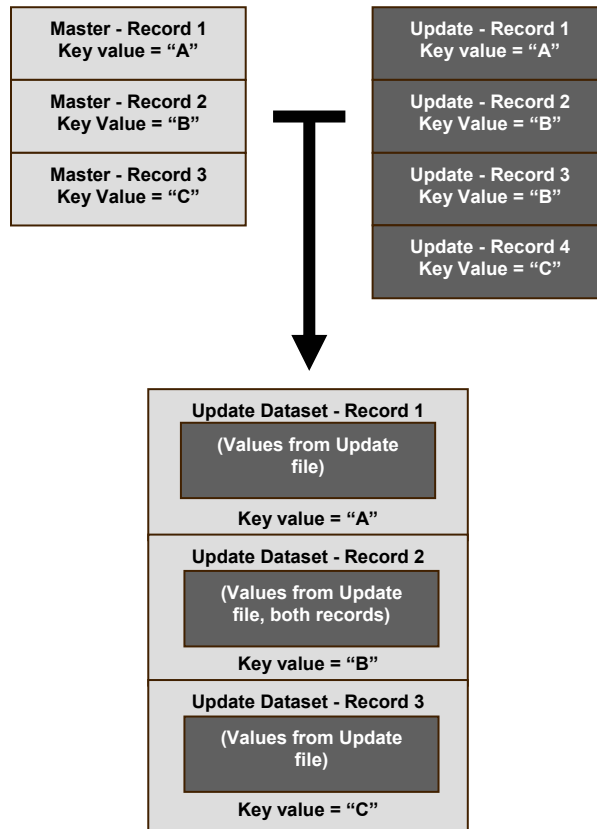 Master - Record 1
Key value = “A”
Master - Record 2
Key Value = “B”
Master - Record 3
Key Value = “C”
Update - Record 1
Key value = “A”
Update - Record 2
Key Value = “B”
Update - Record 3
Key Value = “B”
Update - Record 4
Key Value = “C”
Update Dataset - Record 1
(Values from Update
file)
Key value = “A”
Update Dataset - Record 2
(Values from Update
file, both records)
Key value = “B”
Update Dataset - Record 3
(Values from Update
file)
Key value = “C”